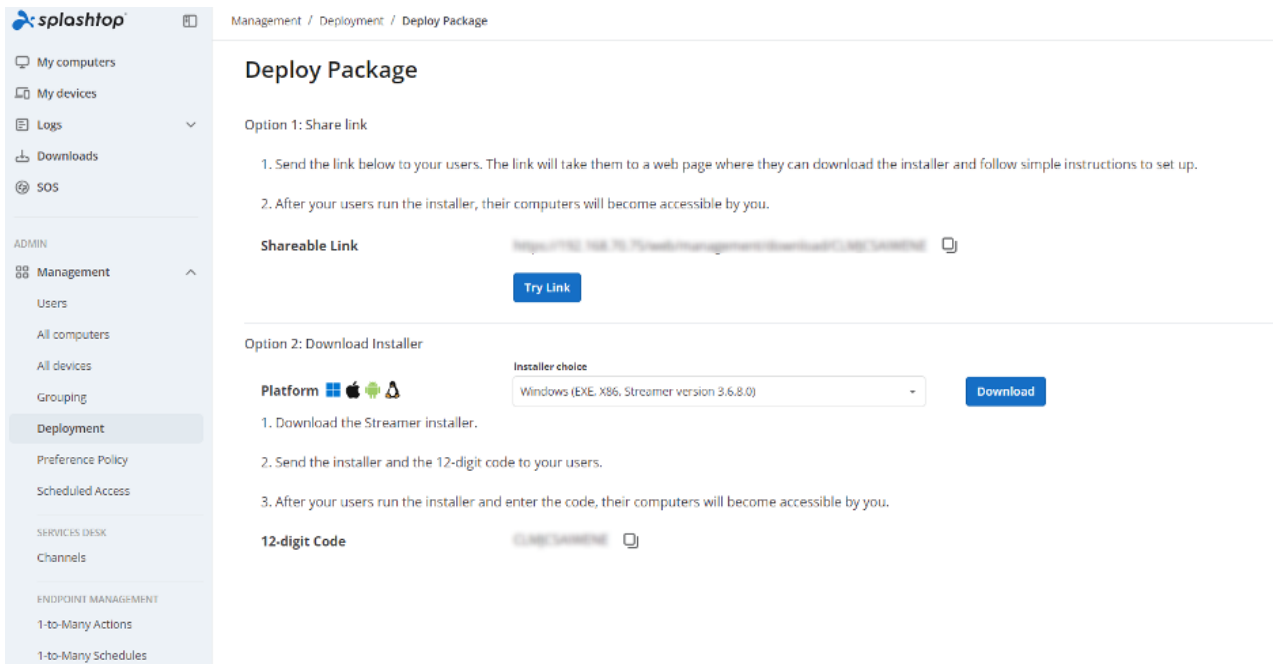 splashtop
My computers
My devices
Logs
Downloads
SOS
ADMIN
Management
Users
All computers
All devices
Grouping
Deployment
Preference Policy
Scheduled Access
SERVICES DESK
Channels
ENDPOINT MANAGEMENT
1-to-Many Actions
1-to-Many Schedules
Management / Deployment / Deploy Package
Deploy Package
Option 1: Share link
1. Send the link below to your users. The link will take them to a web page where they can download the installer and follow simple instructions to set up.
2. After your users run the installer, their computers will become accessible by you.
Shareable Link
Try Link
Option 2: Download Installer
Installer choice
Platform
Windows (EXE, X86, Streamer version 3.6.8.0)
Download
1. Download the Streamer installer.
2. Send the installer and the 12-digit code to your users.
3. After your users run the installer and enter the code, their computers will become accessible by you.
12-digit Code